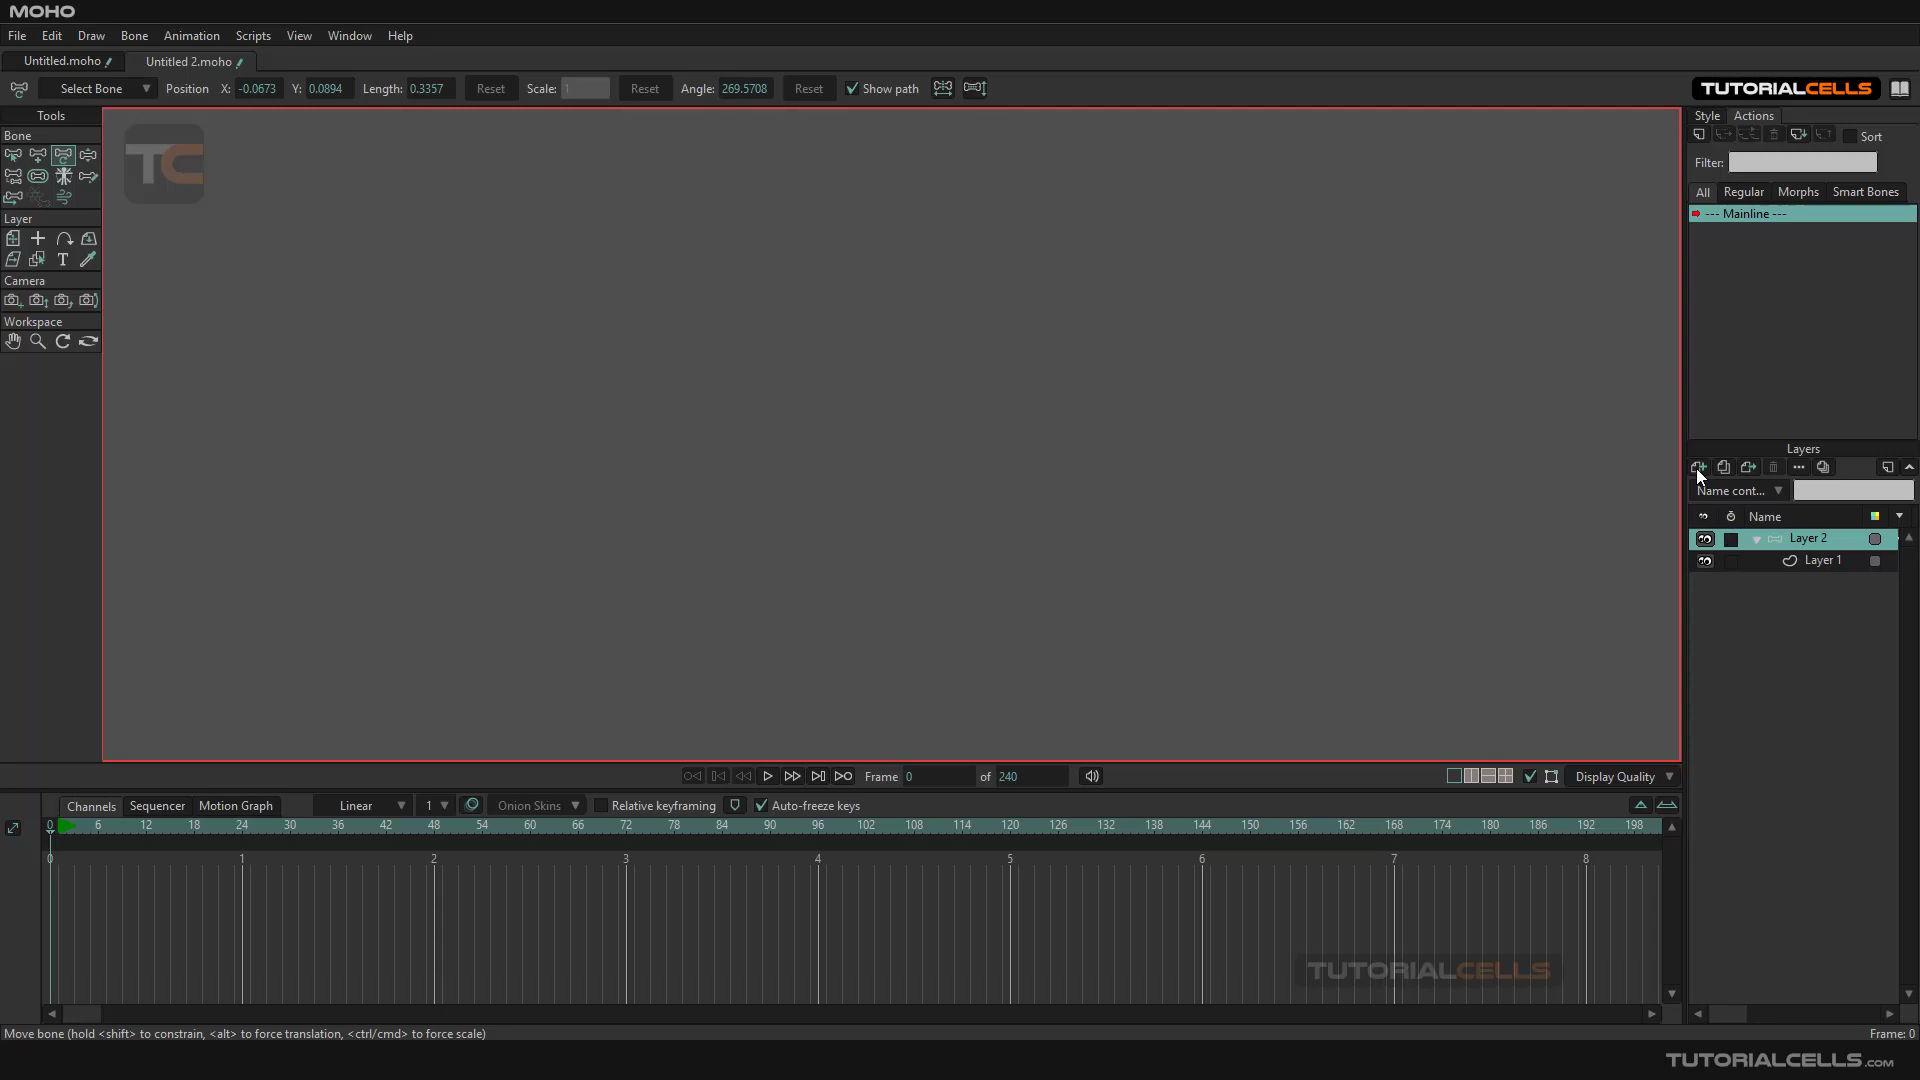 MOHO
File Edit Draw Bone Animation Scripts View Window Help
Untitled.moho Untitled 2.moho
Select Bone Position X: -0.0673 Y: 0.0894 Length: 0.3357 Reset Scale: 1 Reset Angle: 269.5708 Reset Show path TUTORIALCELLS
Tools
Style Actions
Bone
Sort
TC
Filter:
All Regular Morphs Smart Bones
--- Mainline ---
Layer
T
Camera
Workspace
Layers
Name cont...
Name
Layer 2
Layer 1
Frame 0 of 240 Display Quality
Channels Sequencer Motion Graph Linear 1 Onion Skins Relative keyframing Auto-freeze keys
0 6 12 18 24 30 36 42 48 54 60 66 72 78 84 90 96 102 108 114 120 126 132 138 144 150 156 162 168 174 180 186 192 198
0 1 2 3 4 5 6 7 8
TUTORIALCELLS
Move bone (hold <shift> to constrain, <alt> to force translation, <ctrl/cmd> to force scale) Frame: 0
TUTORIALCELLS.COM